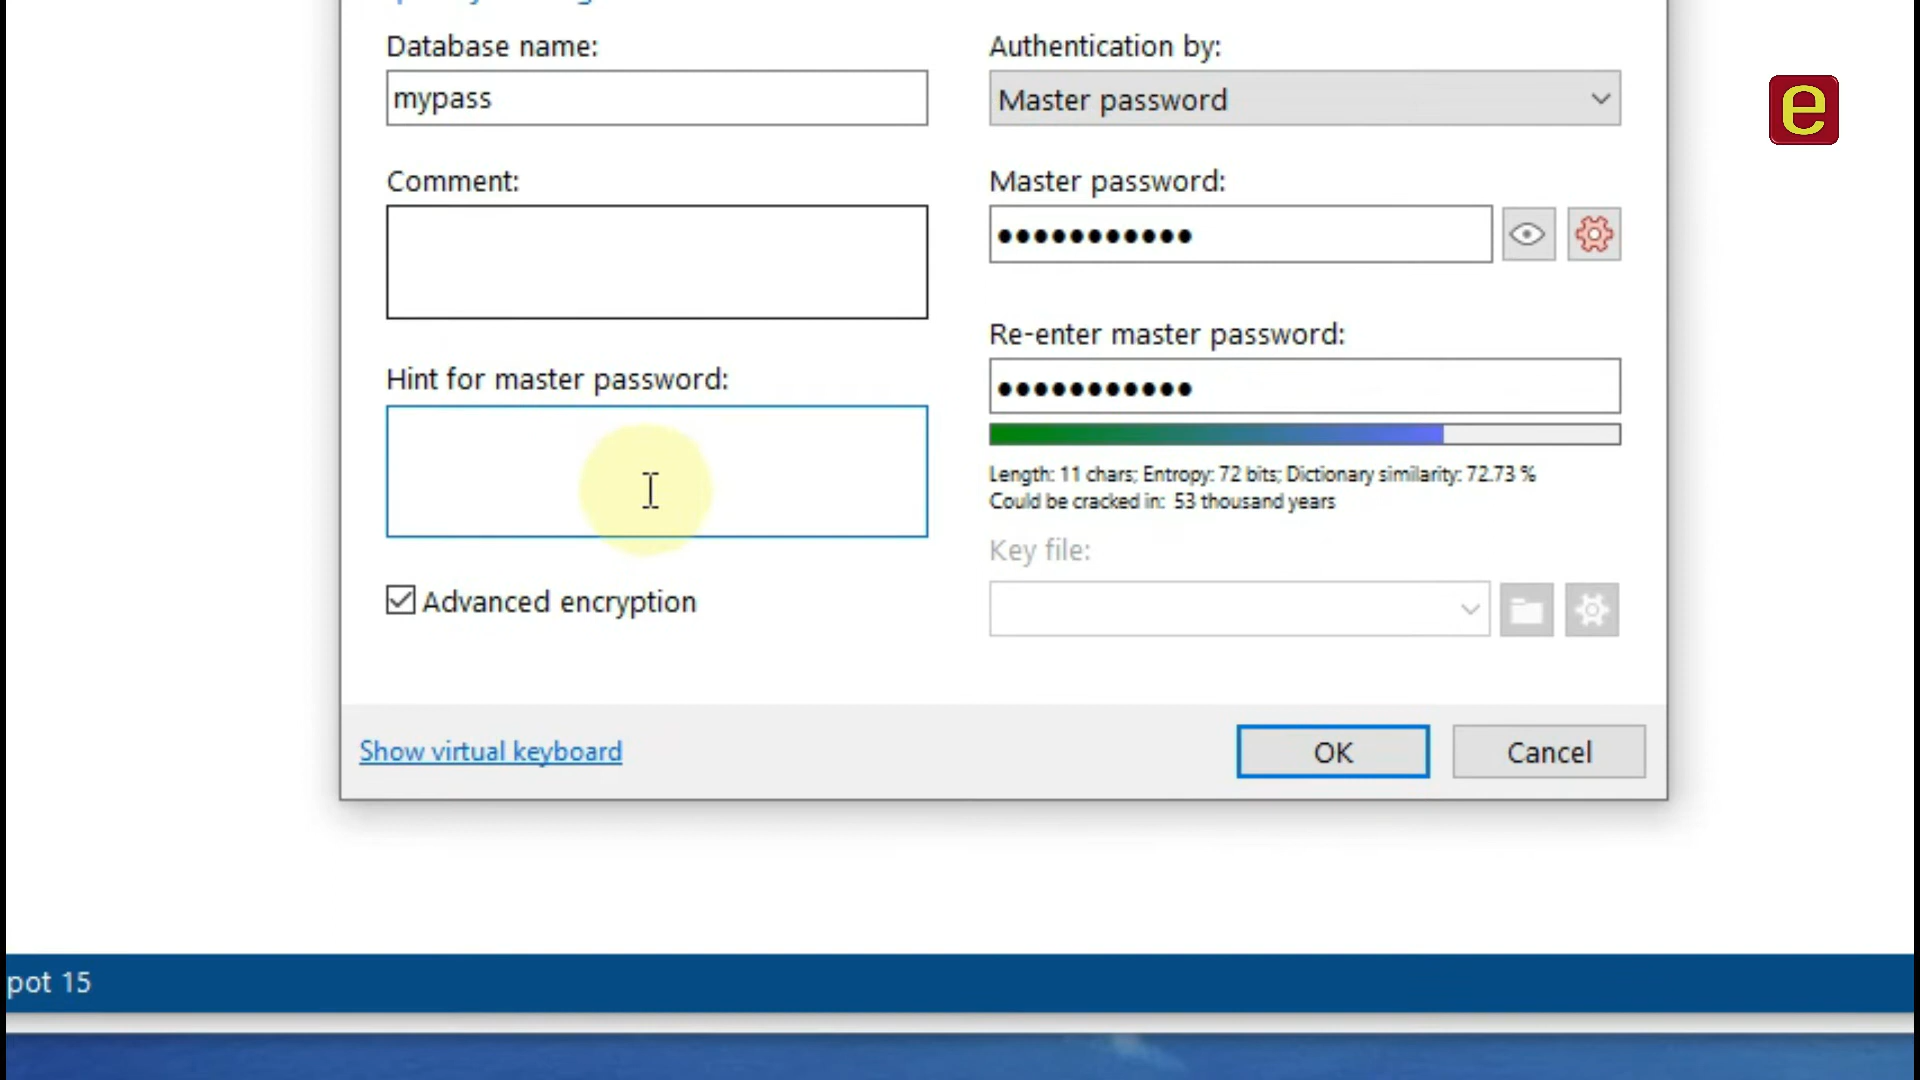 Database name:
mypass
Comment:
Hint for master password:
Advanced encryption
Authentication by:
Master password
Master password:
●●●●●●●●●●●
Re-enter master password:
●●●●●●●●●●●
Length: 11 chars; Entropy: 72 bits; Dictionary similarity: 72.73 %
Could be cracked in: 53 thousand years
Key file:
Show virtual keyboard
OK
Cancel
e
pot 15